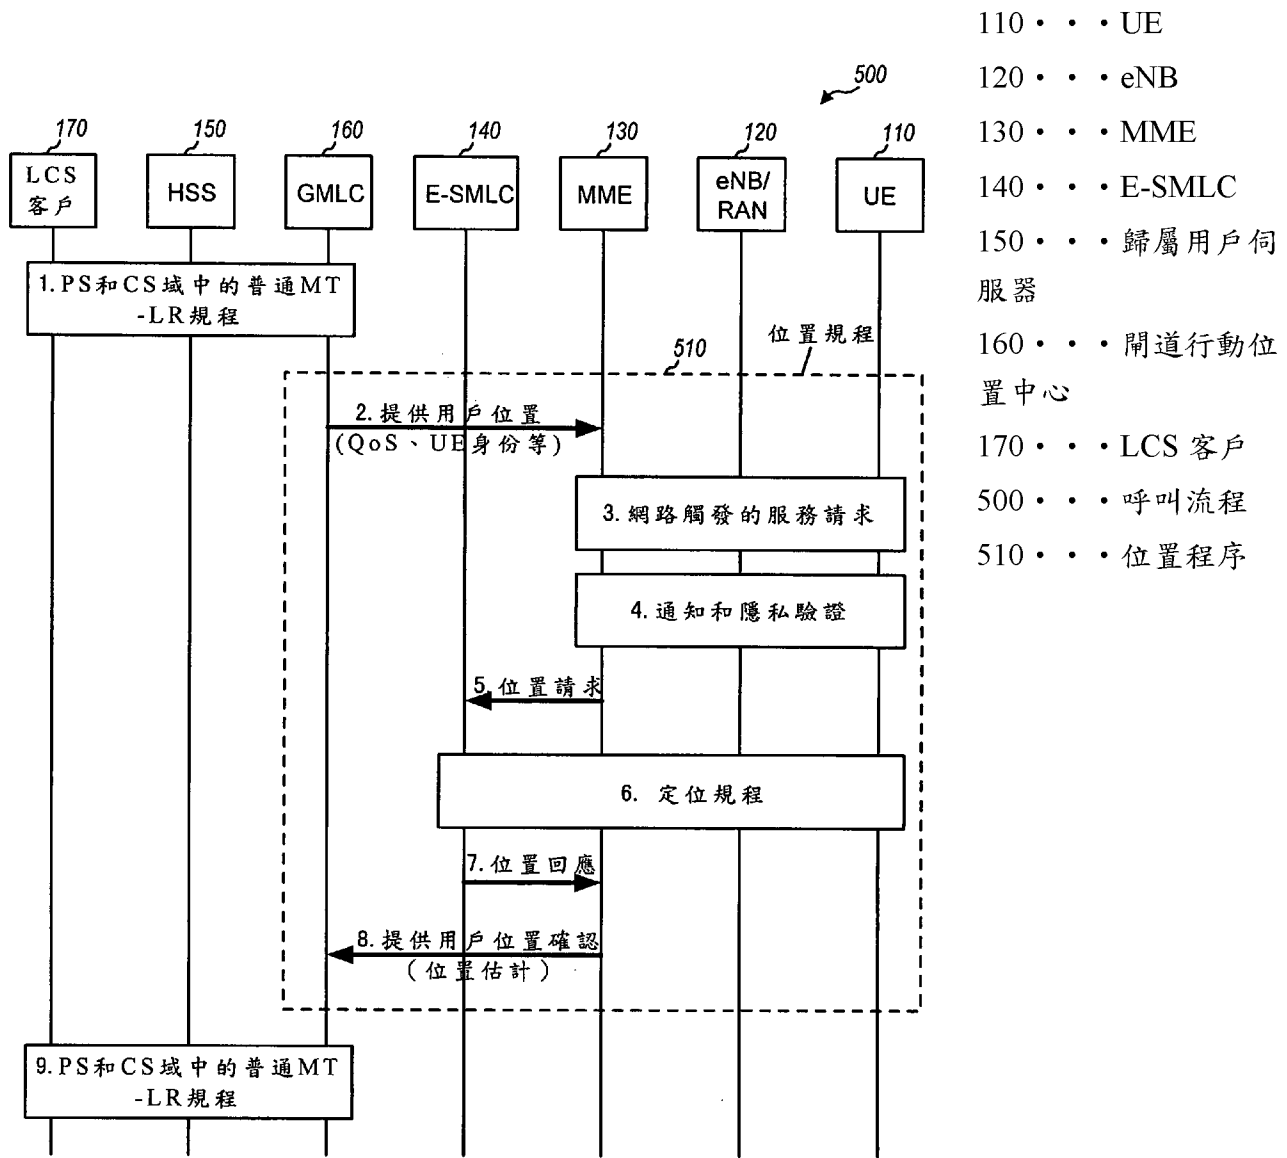 500
170
150
160
140
130
120
110
LCS
客戶
HSS
GMLC
E-SMLC
MME
eNB/
RAN
UE
1.PS和CS域中的普通MT
-LR規程
位置規程
510
2.提供用戶位置
(QoS、UE身份等)
3.網路觸發的服務請求
4.通知和隱私驗證
5.位置請求
6. 定位規程
7.位置回應
8.提供用戶位置確認
(位置估計)
9.PS和CS域中的普通MT
-LR規程
110・・・UE
120・・・eNB
130・・・MME
140・・・E-SMLC
150・・・歸屬用戶伺
服器
160・・・閘道行動位
置中心
170・・・LCS 客戶
500・・・呼叫流程
510・・・位置程序